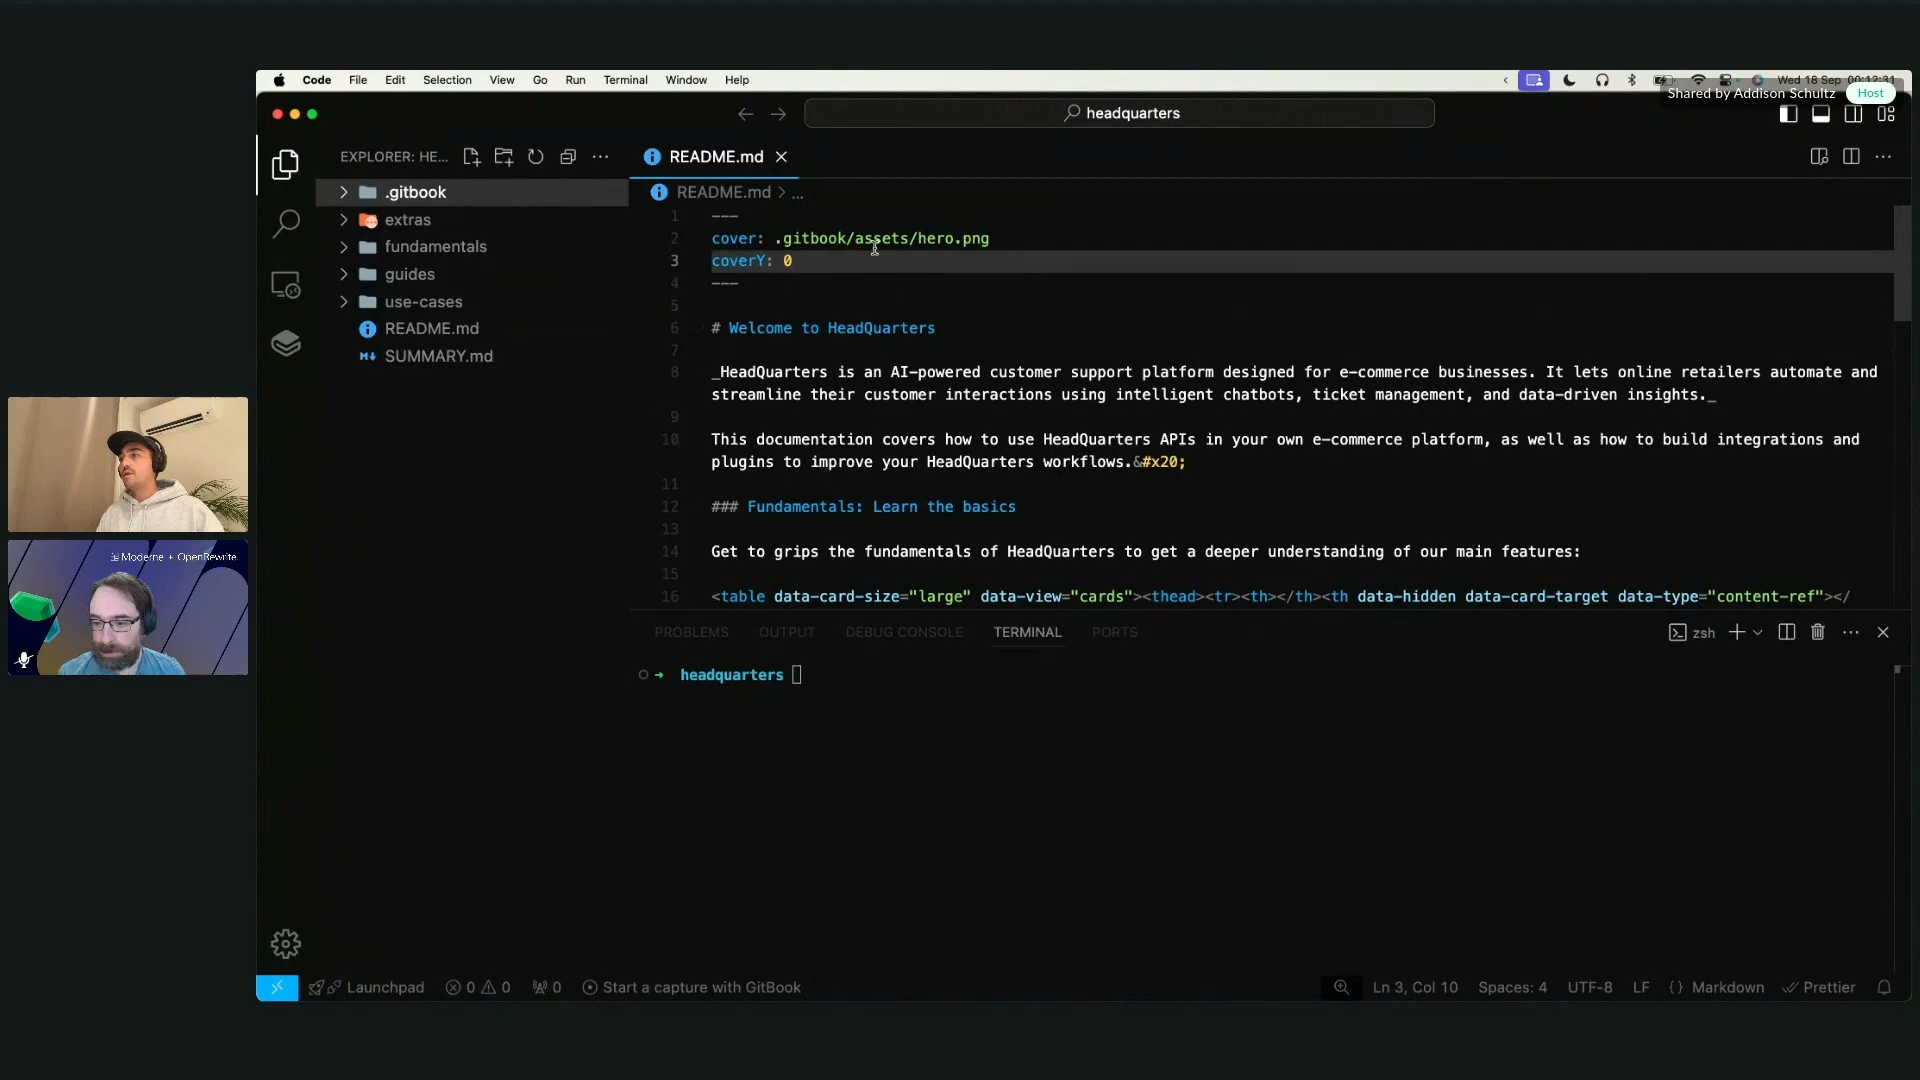 Code File Edit Selection View Go Run Terminal Window Help
Wed 18 Sep 00:12:31
Shared by Addison Schultz Host
headquarters
EXPLORER: HE...
README.md
.gitbook
extras
fundamentals
guides
use-cases
README.md
SUMMARY.md
README.md > ...
1 ---
2 cover: .gitbook/assets/hero.png
3 coverY: 0
4 ---
5
6 # Welcome to HeadQuarters
7
8 _HeadQuarters is an AI-powered customer support platform designed for e-commerce businesses. It lets online retailers automate and
streamline their customer interactions using intelligent chatbots, ticket management, and data-driven insights._
9
10 This documentation covers how to use HeadQuarters APIs in your own e-commerce platform, as well as how to build integrations and
plugins to improve your HeadQuarters workflows.&#x20;
11
12 ### Fundamentals: Learn the basics
13
14 Get to grips the fundamentals of HeadQuarters to get a deeper understanding of our main features:
15
16 <table data-card-size="large" data-view="cards"><thead><tr><th></th><th data-hidden data-card-target data-type="content-ref"></
PROBLEMS OUTPUT DEBUG CONSOLE TERMINAL PORTS
zsh
headquarters
Moderne + OpenRewrite
Launchpad 0 0 0 Start a capture with GitBook
Ln 3, Col 10 Spaces: 4 UTF-8 LF {} Markdown Prettier